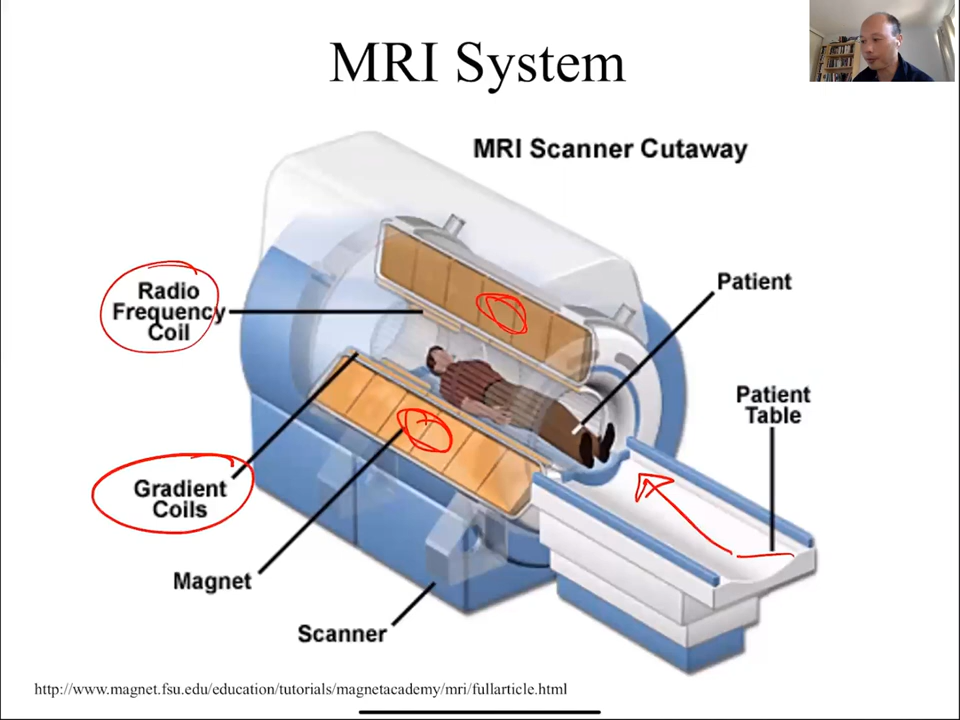 MRI System
MRI Scanner Cutaway
Radio
Frequency
Coil
Patient
Patient
Table
Gradient
Coils
Magnet
Scanner
http://www.magnet.fsu.edu/education/tutorials/magnetacademy/mri/fullarticle.html